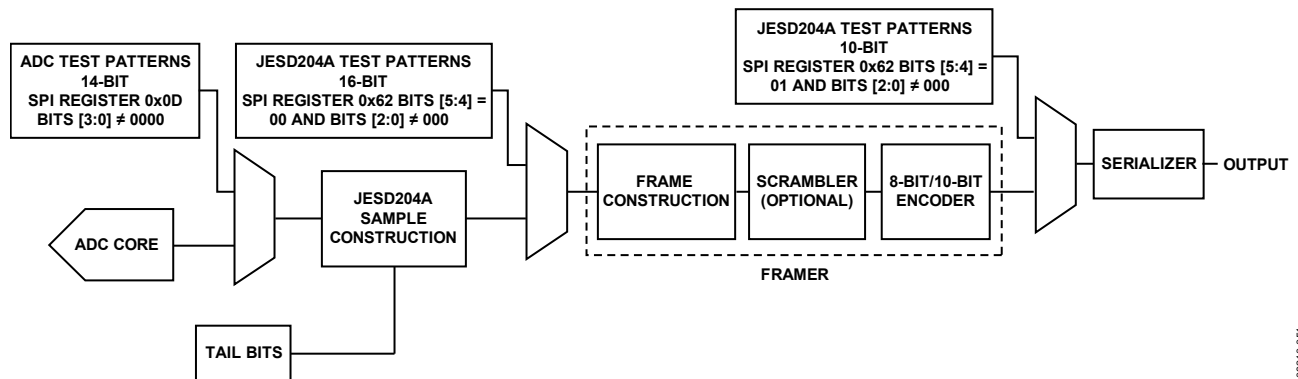 ADC TEST PATTERNS
14-BIT
SPI REGISTER 0x0D
BITS [3:0] ≠ 0000
JESD204A TEST PATTERNS
16-BIT
SPI REGISTER 0x62 BITS [5:4] =
00 AND BITS [2:0] ≠ 000
JESD204A TEST PATTERNS
10-BIT
SPI REGISTER 0x62 BITS [5:4] =
01 AND BITS [2:0] ≠ 000
ADC CORE
JESD204A
SAMPLE
CONSTRUCTION
TAIL BITS
FRAME
CONSTRUCTION
SCRAMBLER
(OPTIONAL)
8-BIT/10-BIT
ENCODER
FRAMER
SERIALIZER
OUTPUT